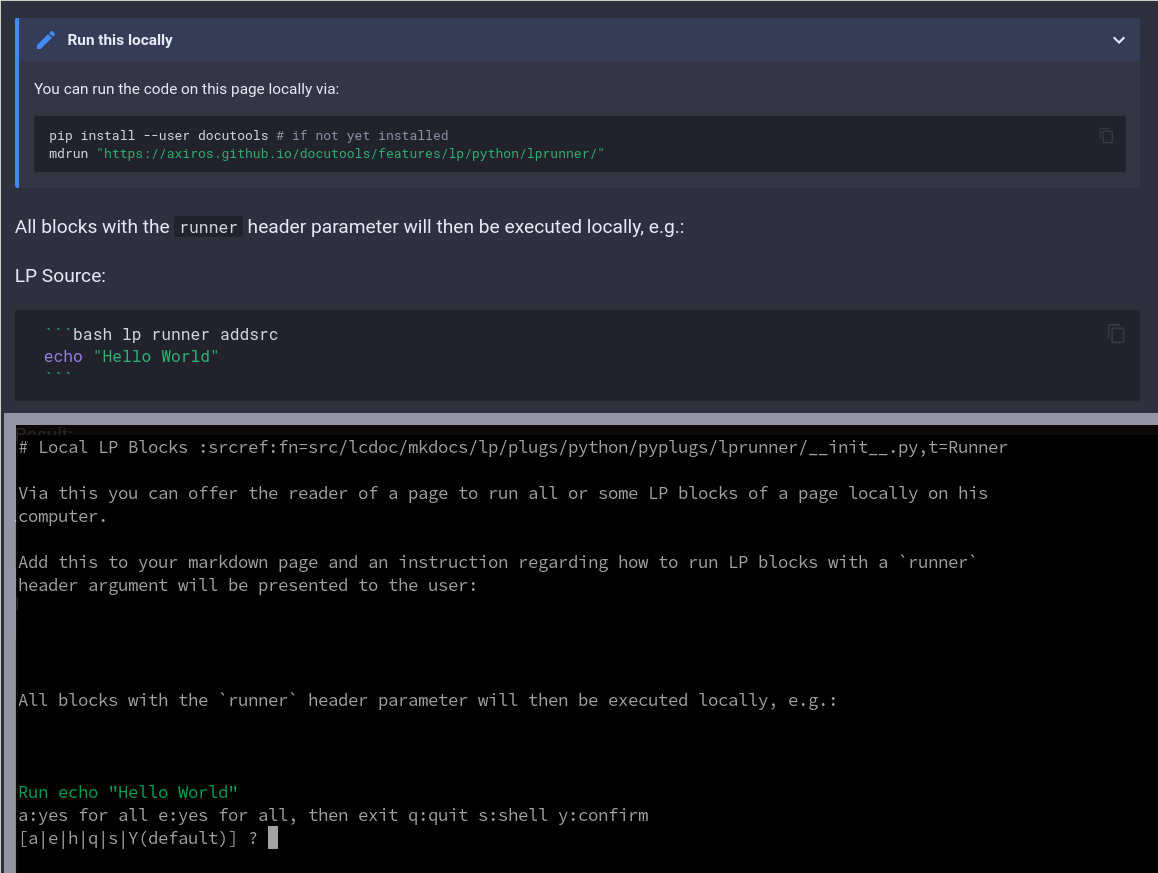 Run this locally
You can run the code on this page locally via:
pip install --user docutools # if not yet installed
mdrun "https://axiros.github.io/docutools/features/lp/python/lprunner/"
All blocks with the runner header parameter will then be executed locally, e.g.:
LP Source:
```bash lp runner addsrc
echo "Hello World"
```
Result:
# Local LP Blocks :srcref:fn=src/lcdoc/mkdocs/lp/plugs/python/pyplugs/lprunner/__init__.py,t=Runner
Via this you can offer the reader of a page to run all or some LP blocks of a page locally on his
computer.
Add this to your markdown page and an instruction regarding how to run LP blocks with a `runner`
header argument will be presented to the user:
All blocks with the `runner` header parameter will then be executed locally, e.g.:
Run echo "Hello World"
a:yes for all e:yes for all, then exit q:quit s:shell y:confirm
[a|e|h|q|s|Y(default)] ?